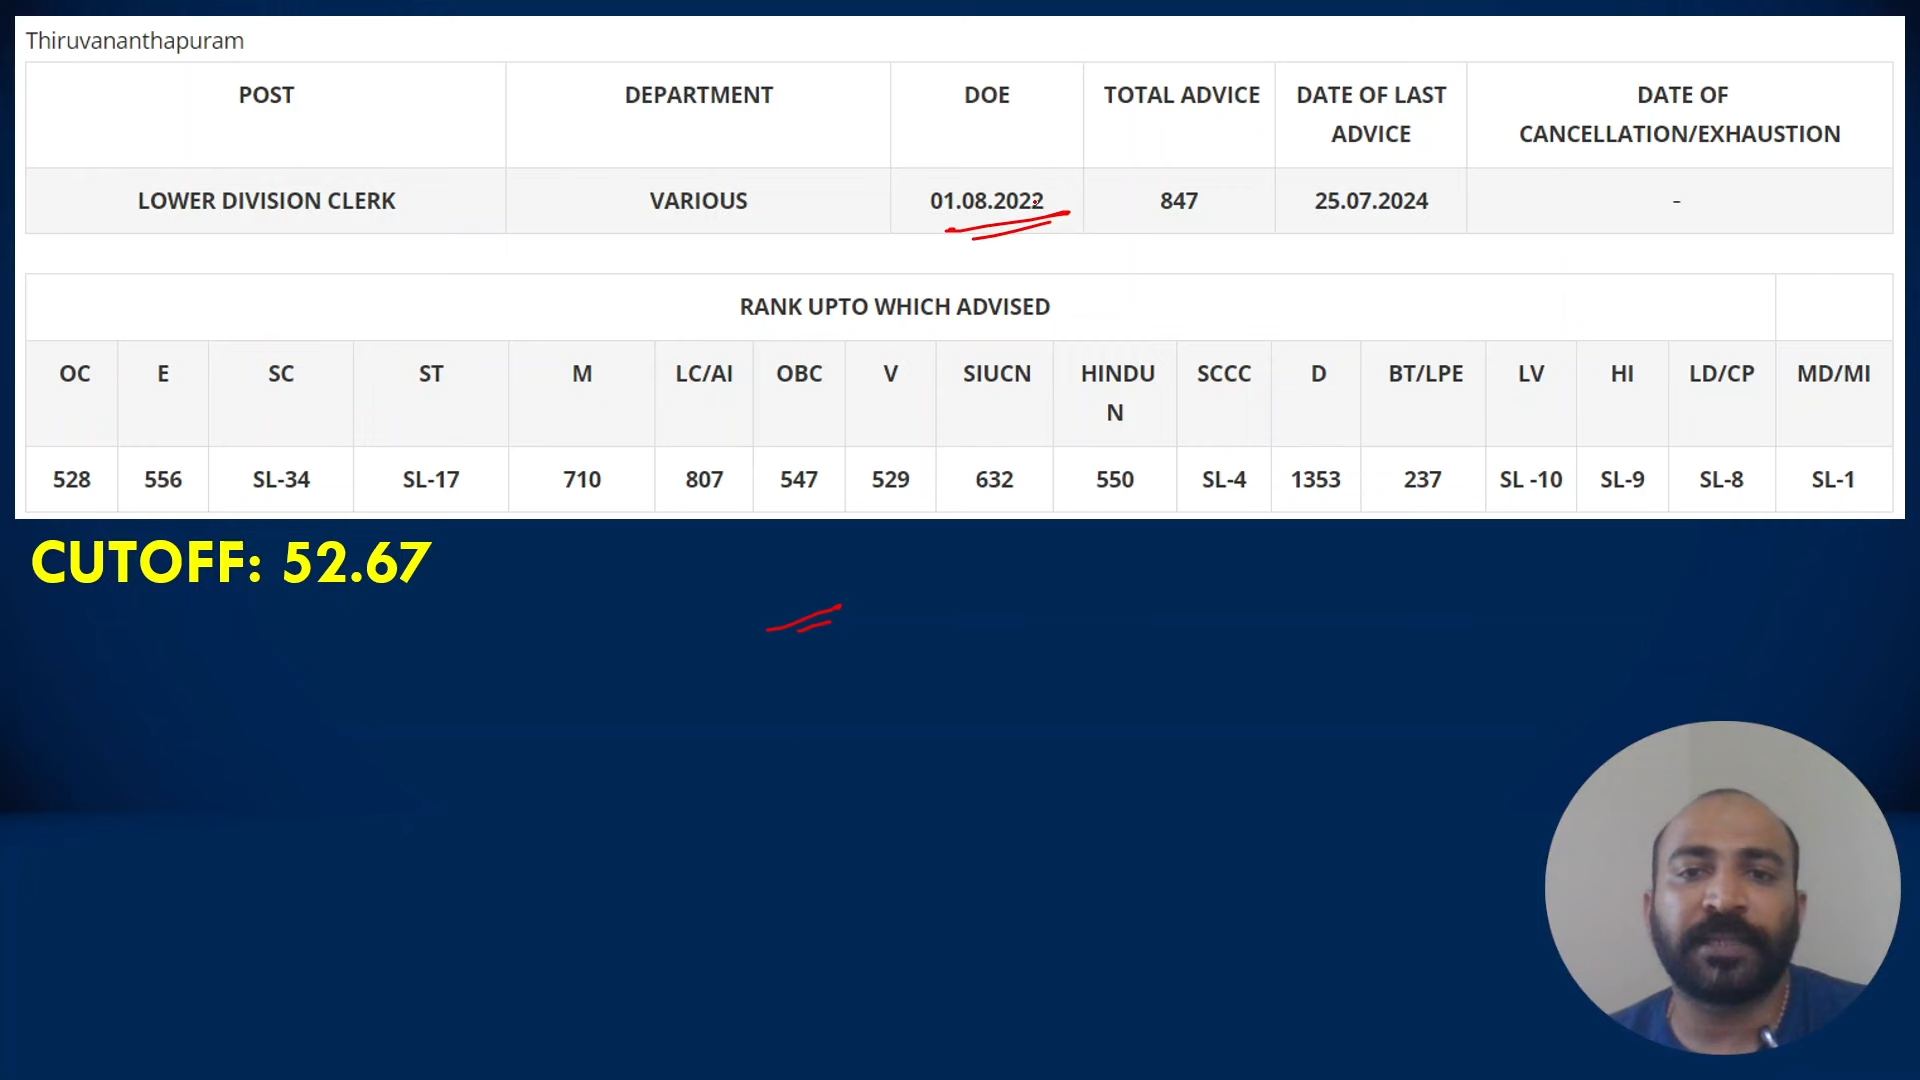 Thiruvananthapuram
POST DEPARTMENT DOE TOTAL ADVICE DATE OF LAST ADVICE DATE OF CANCELLATION/EXHAUSTION
LOWER DIVISION CLERK VARIOUS 01.08.2022 847 25.07.2024 -
RANK UPTO WHICH ADVISED
OC E SC ST M LC/AI OBC V SIUCN HINDU N SCCC D BT/LPE LV HI LD/CP MD/MI
528 556 SL-34 SL-17 710 807 547 529 632 550 SL-4 1353 237 SL -10 SL-9 SL-8 SL-1
CUTOFF: 52.67